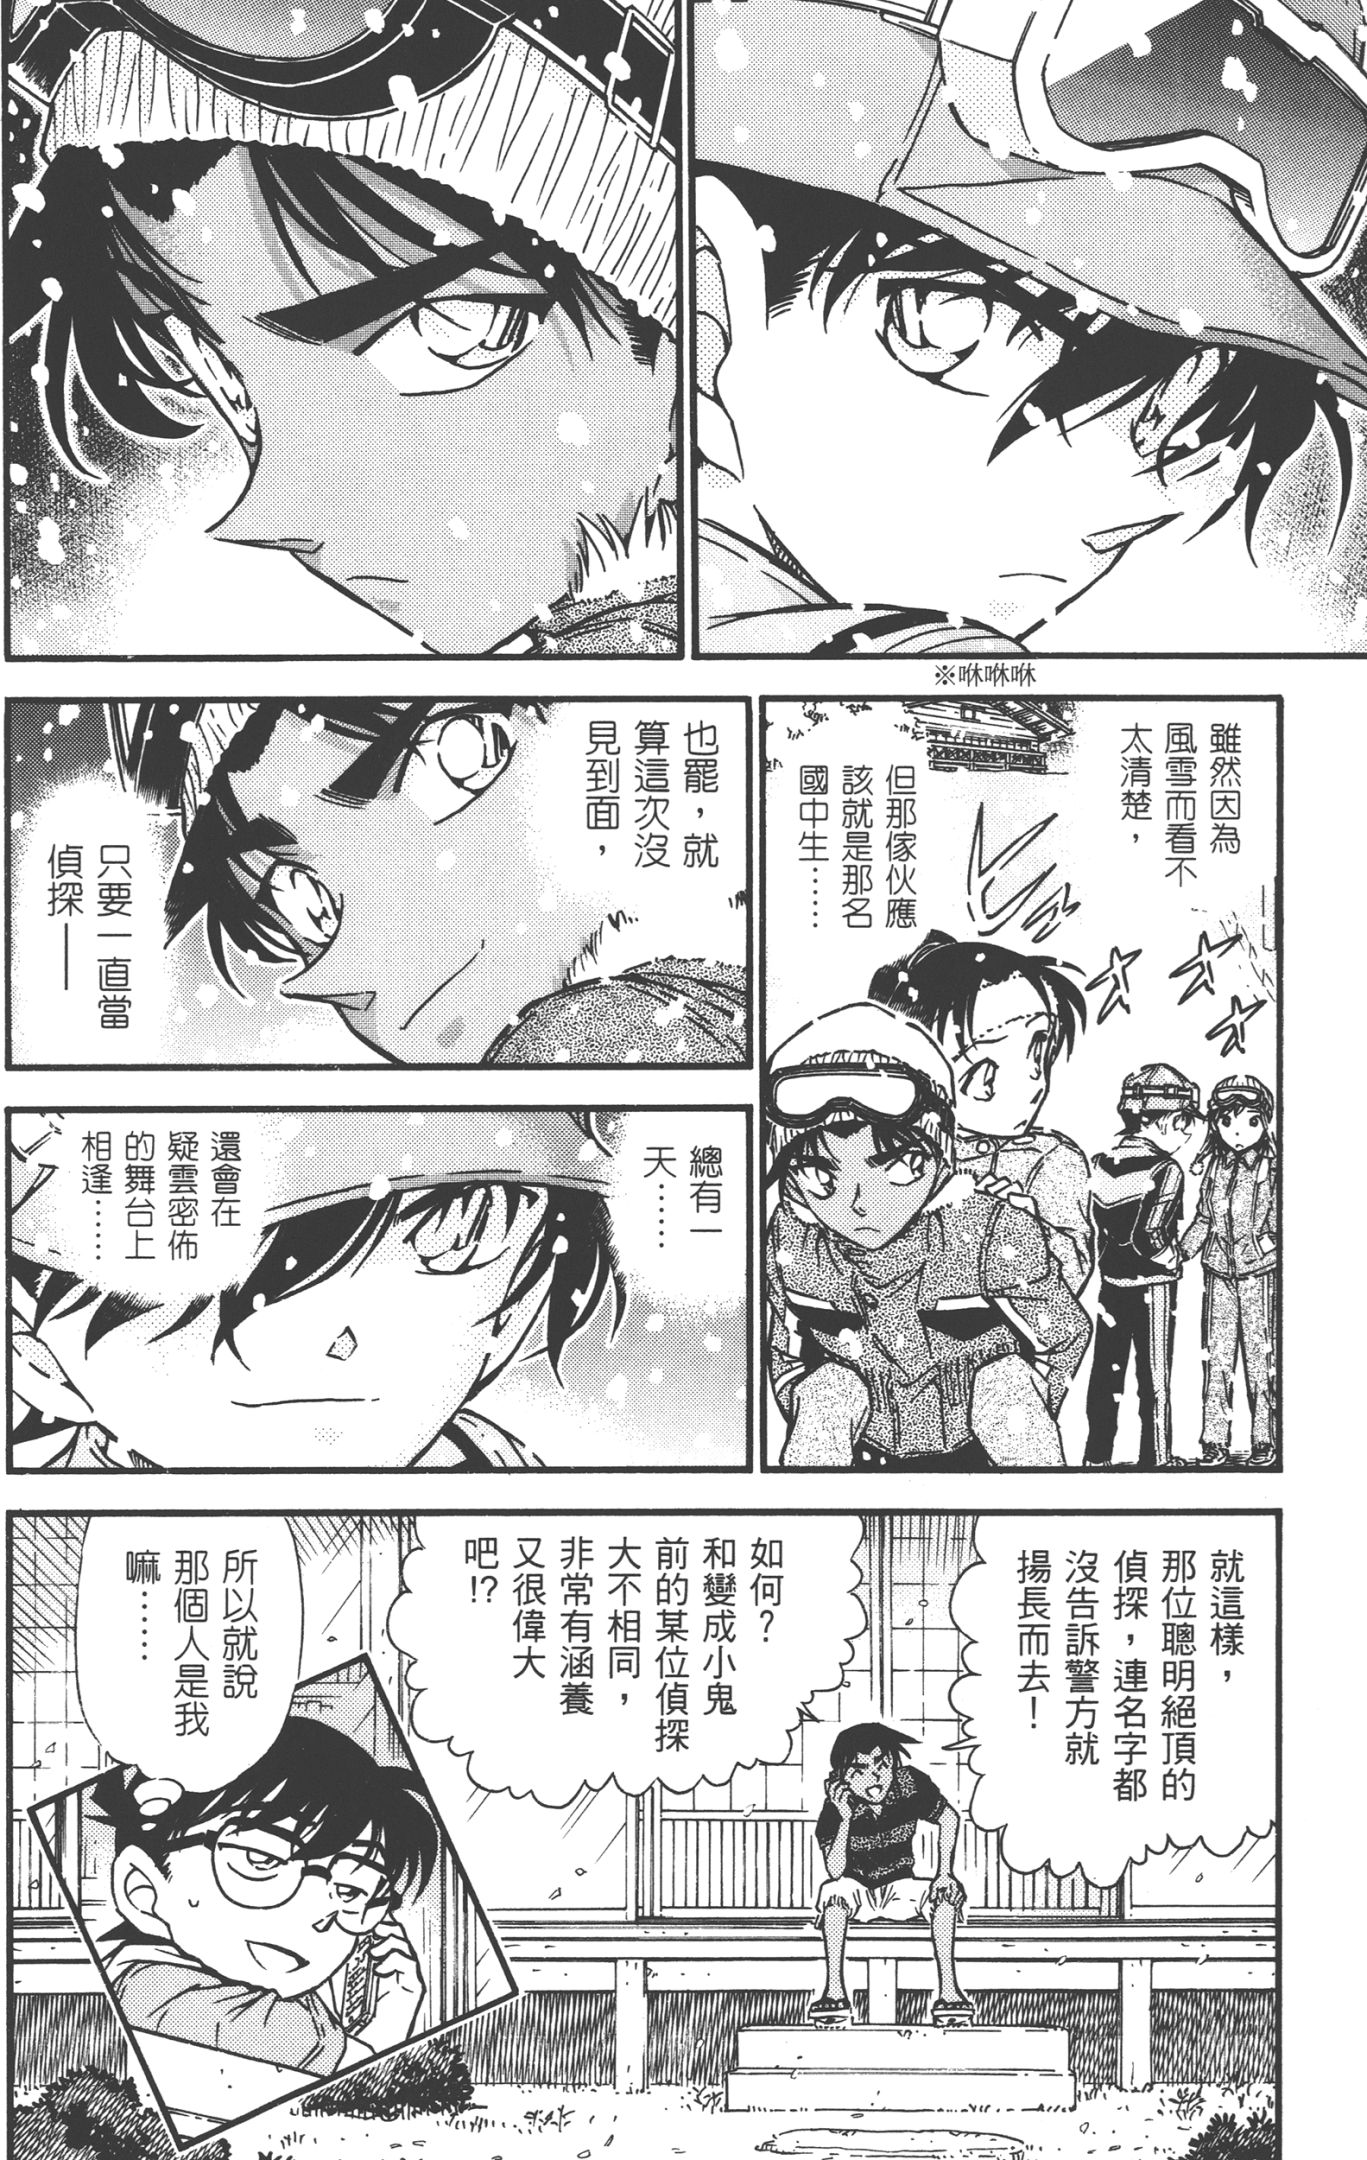 ※咻咻咻
雖然因為
風雪而看不
太清楚，
但那傢伙應
該就是那名
國中生……
也罷，就
算這次沒
見到面，
只要一直當
偵探——
總有一
天……
還會在
疑雲密佈
的舞台上
相逢……
就這樣，
那位聰明絕頂的
偵探，連名字都
沒告訴警方就
揚長而去！
如何？
和變成小鬼
前的某位偵探
大不相同，
非常有涵養
又很偉大
吧!?
所以就說
那個人是我
嘛……